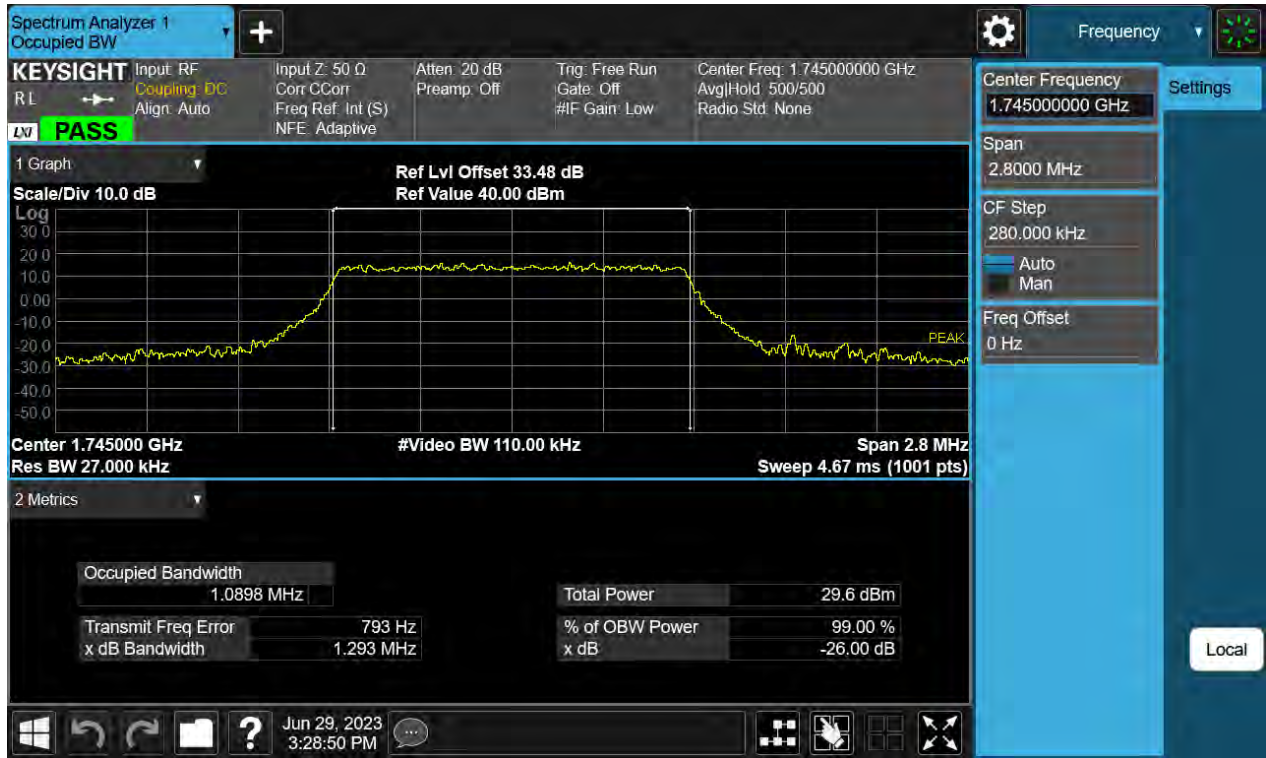 Spectrum Analyzer 1
Occupied BW
Frequency
KEYSIGHT
R L
LXI
PASS
Input: RF
Coupling: DC
Align: Auto
Input Z: 50 Ω
Corr CCorr
Freq Ref: Int (S)
NFE: Adaptive
Atten: 20 dB
Preamp: Off
Trig: Free Run
Gate: Off
#IF Gain: Low
Center Freq: 1.745000000 GHz
Avg|Hold: 500/500
Radio Std: None
Center Frequency
1.745000000 GHz
Settings
Span
2.8000 MHz
CF Step
280.000 kHz
Auto
Man
Freq Offset
0 Hz
1 Graph
Scale/Div 10.0 dB
Ref Lvl Offset 33.48 dB
Ref Value 40.00 dBm
Log
30.0
20.0
10.0
0.00
-10.0
-20.0
-30.0
-40.0
-50.0
PEAK
Center 1.745000 GHz
#Video BW 110.00 kHz
Span 2.8 MHz
Res BW 27.000 kHz
Sweep 4.67 ms (1001 pts)
2 Metrics
Occupied Bandwidth
1.0898 MHz
Total Power 29.6 dBm
Transmit Freq Error 793 Hz
% of OBW Power 99.00 %
x dB Bandwidth 1.293 MHz
x dB -26.00 dB
Local
?
Jun 29, 2023
3:28:50 PM